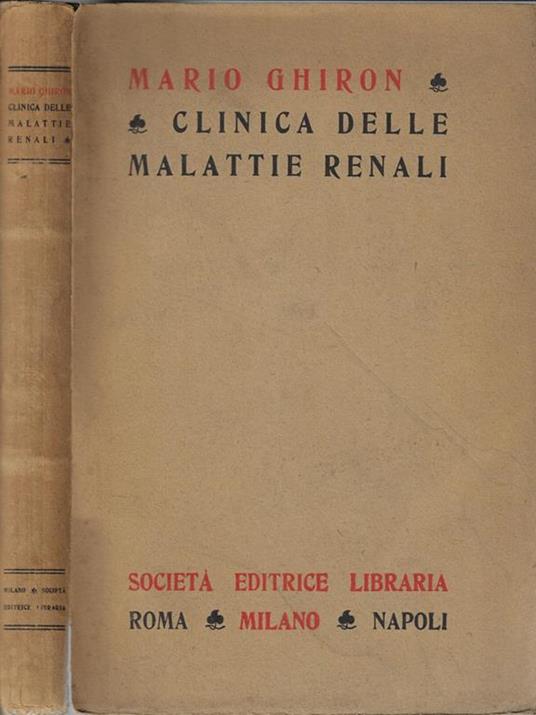 MARIO GHIRON
CLINICA DELLE
MALATTIE
RENALI
MILANO SOCIETÀ
EDITRICE LIBRARIA
MARIO GHIRON
CLINICA DELLE
MALATTIE RENALI
SOCIETÀ EDITRICE LIBRARIA
ROMA MILANO NAPOLI